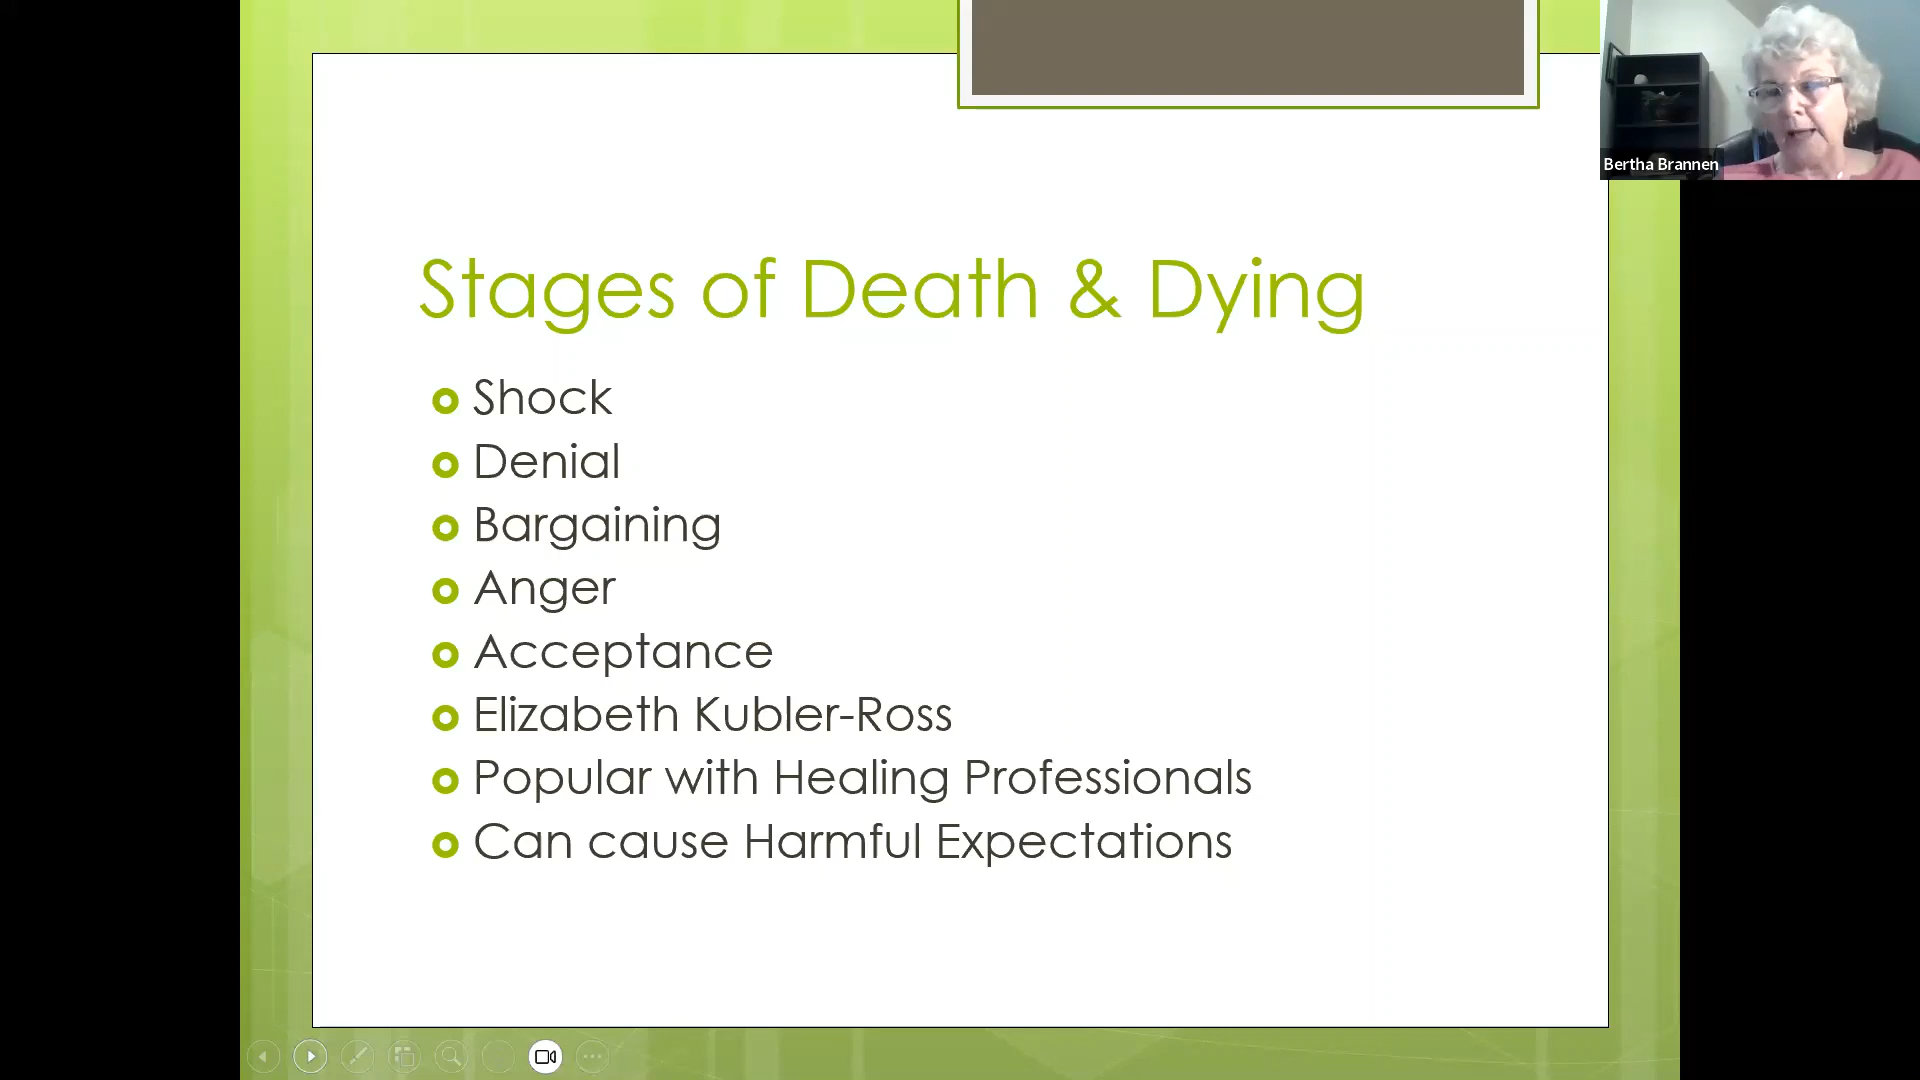 Stages of Death & Dying
Shock
Denial
Bargaining
Anger
Acceptance
Elizabeth Kubler-Ross
Popular with Healing Professionals
Can cause Harmful Expectations
Bertha Brannen